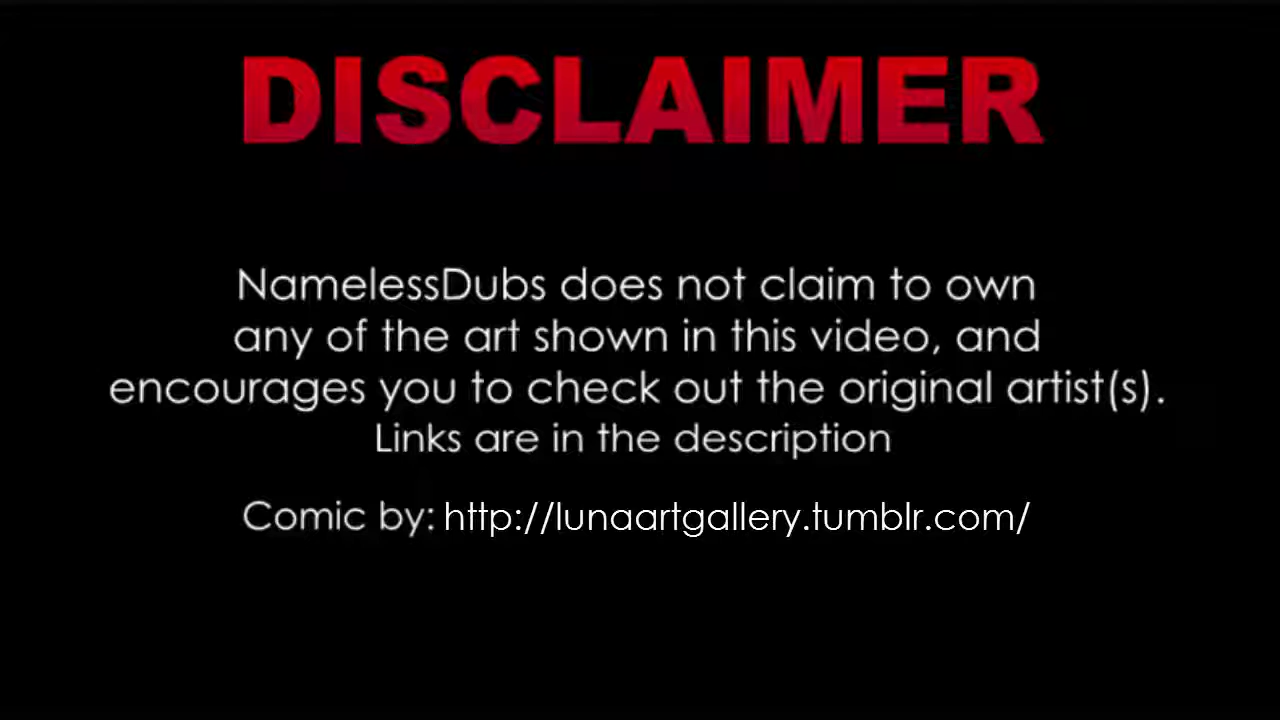 DISCLAIMER
NamelessDubs does not claim to own
any of the art shown in this video, and
encourages you to check out the original artist(s).
Links are in the description
Comic by: http://lunaartgallery.tumblr.com/